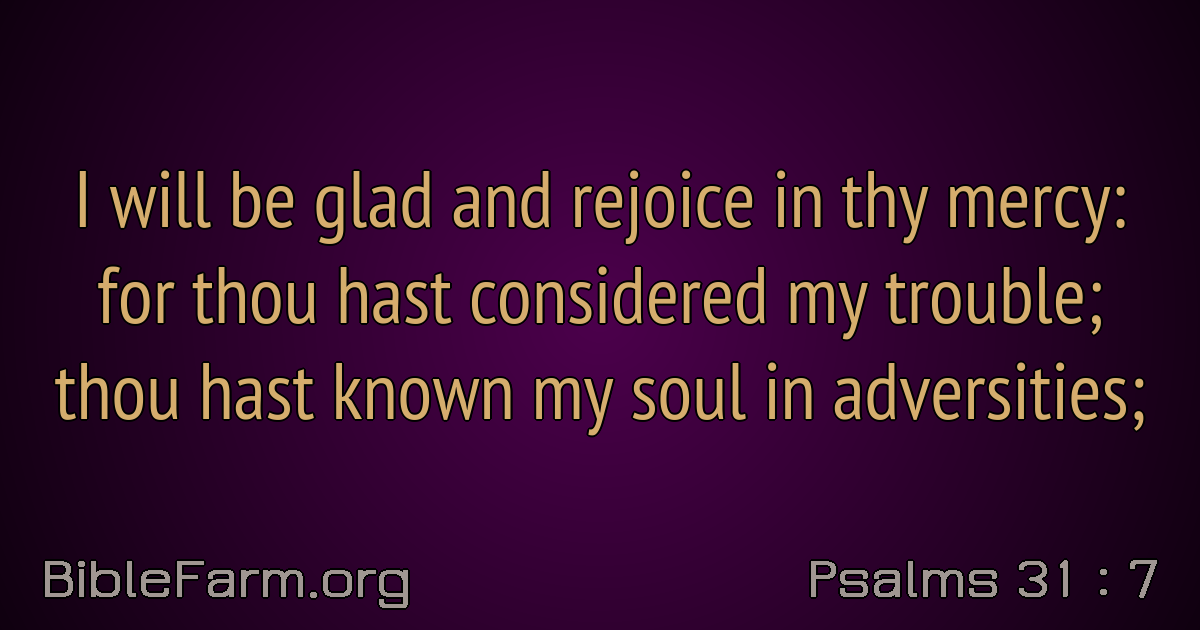 I will be glad and rejoice in thy mercy:
for thou hast considered my trouble;
thou hast known my soul in adversities;
BibleFarm.org
Psalms 31 : 7